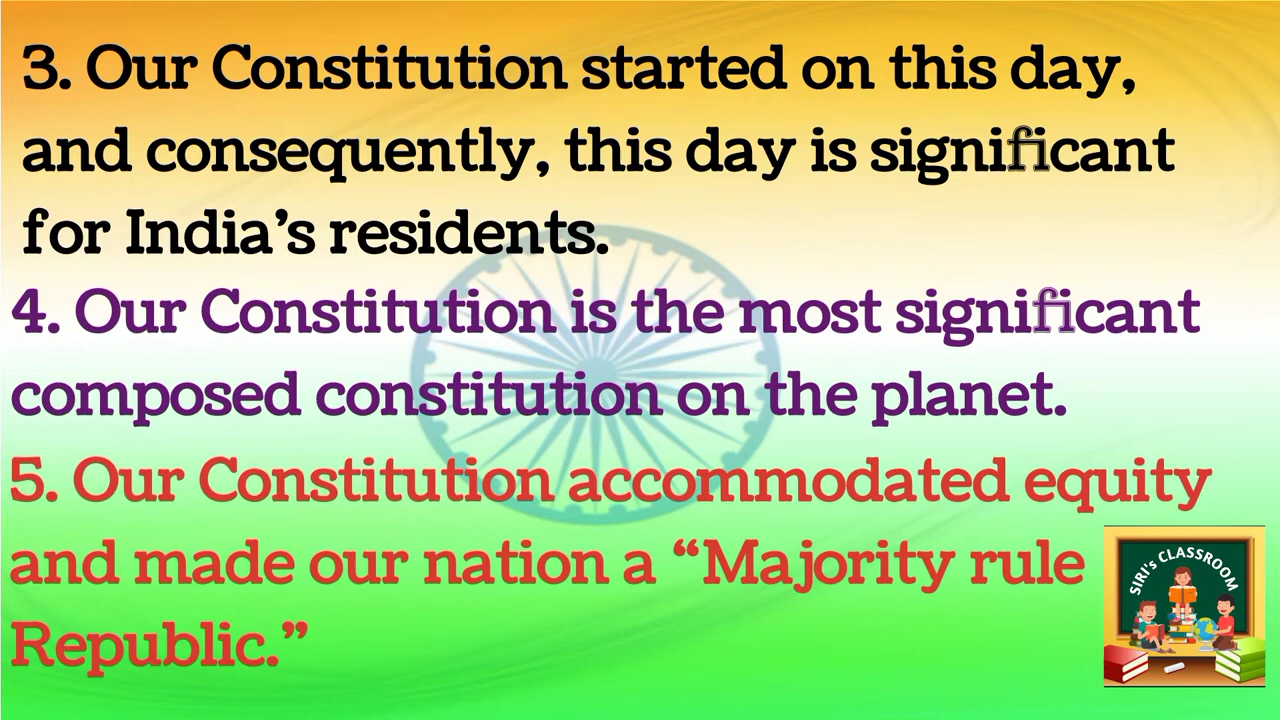 3. Our Constitution started on this day,
and consequently, this day is significant
for India’s residents.
4. Our Constitution is the most significant
composed constitution on the planet.
5. Our Constitution accommodated equity
and made our nation a “Majority rule
Republic.”
SIRI's CLASSROOM